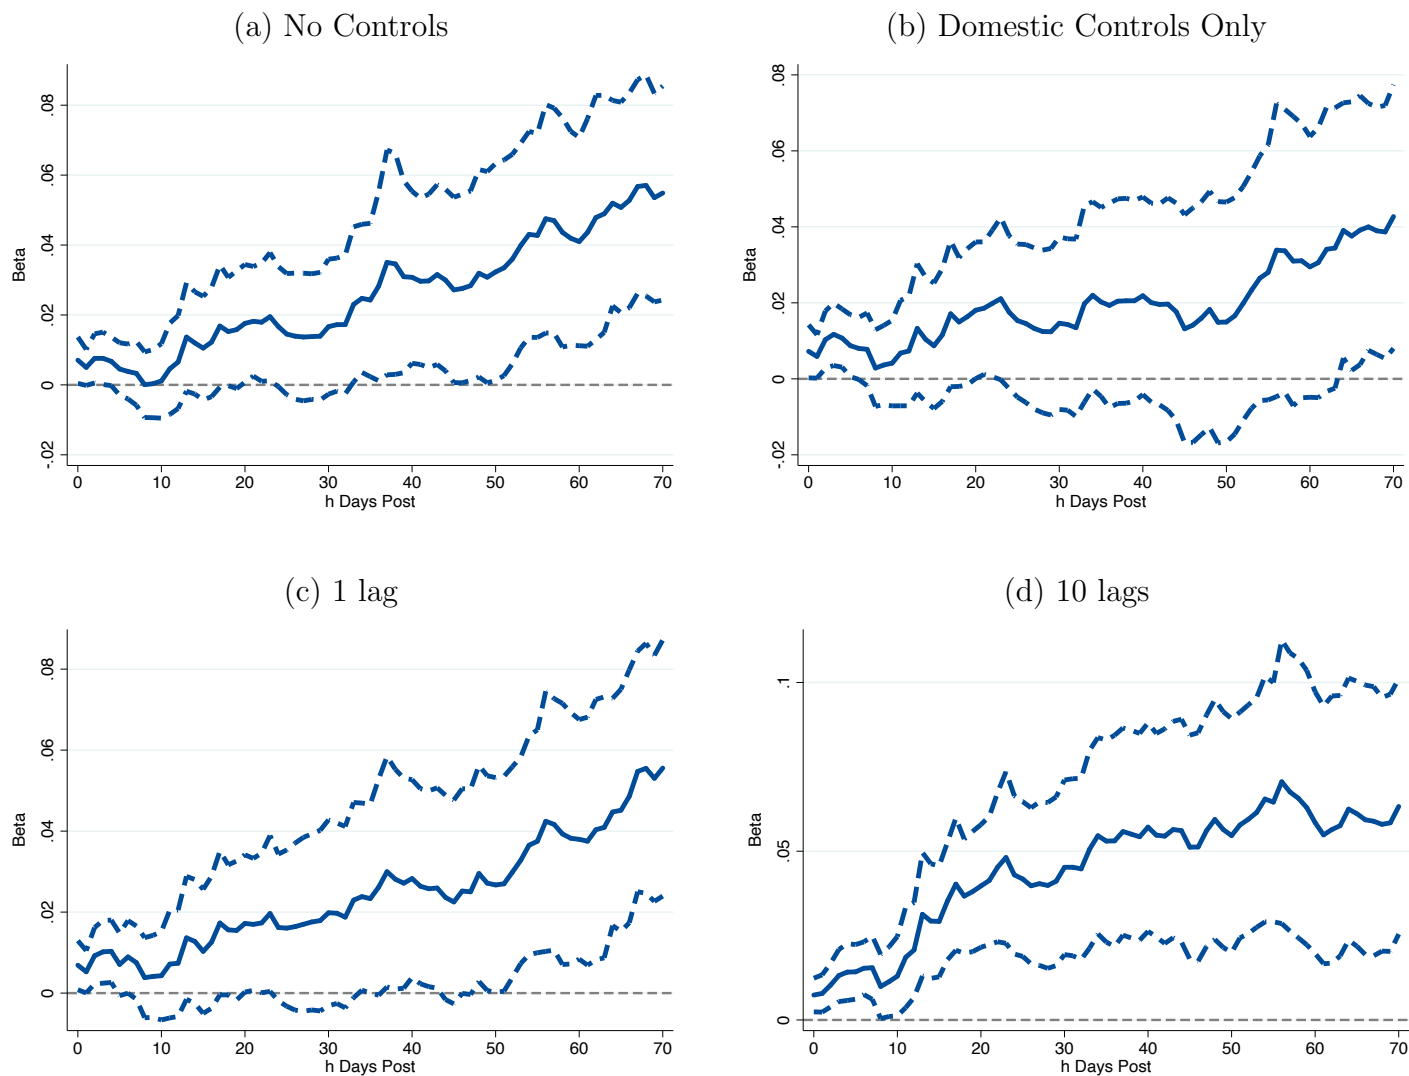 (a) No Controls
.08
.06
.04
.02
0
-.02
Beta
0 10 20 30 40 50 60 70
h Days Post
(b) Domestic Controls Only
.08
.06
.04
.02
0
-.02
Beta
0 10 20 30 40 50 60 70
h Days Post
(c) 1 lag
.08
.06
.04
.02
0
Beta
0 10 20 30 40 50 60 70
h Days Post
(d) 10 lags
.1
.05
0
Beta
0 10 20 30 40 50 60 70
h Days Post